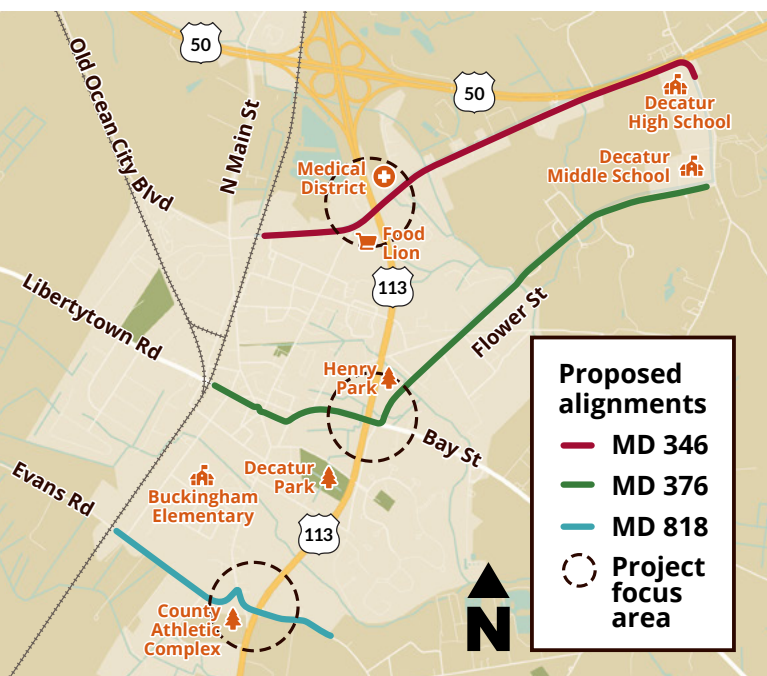 50
50
Old Ocean City Blvd
N Main St
Decatur
High School
Decatur
Middle School
Medical
District
Food
Lion
113
Libertytown Rd
Flower St
Henry
Park
Bay St
Decatur
Park
Evans Rd
Buckingham
Elementary
113
County
Athletic
Complex
N
Proposed
alignments
MD 346
MD 376
MD 818
Project
focus
area